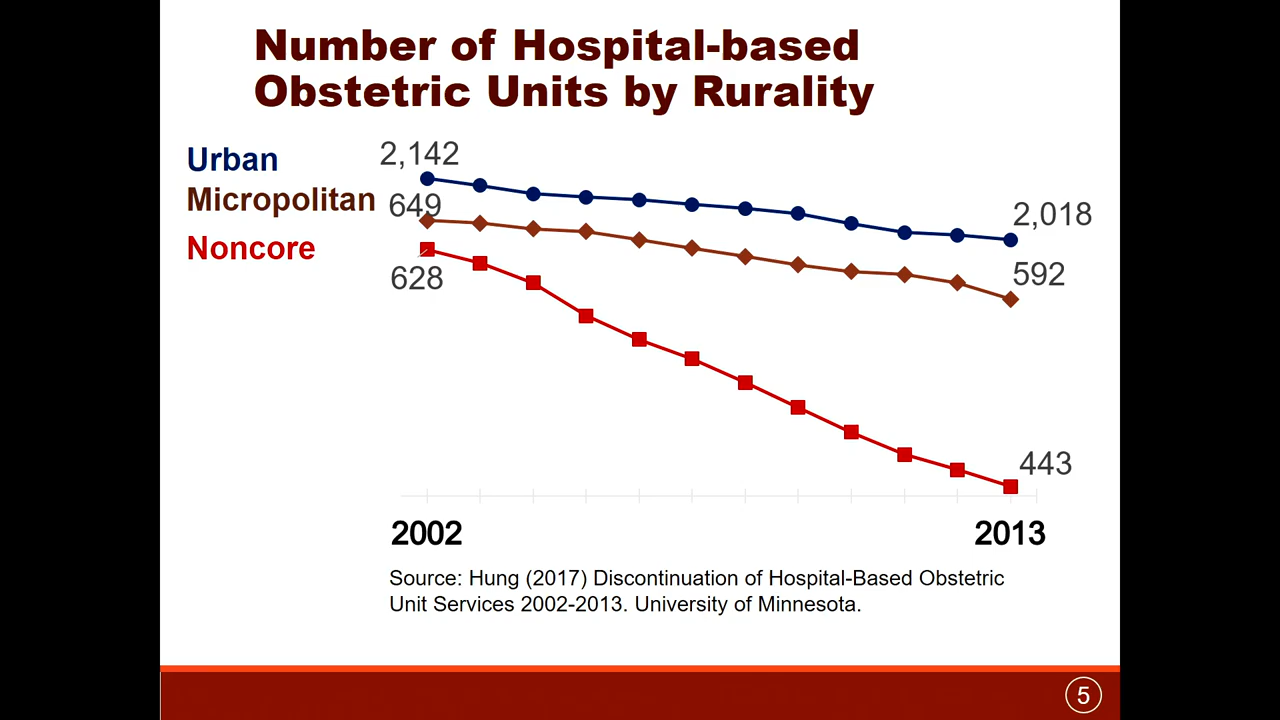 Number of Hospital-based
Obstetric Units by Rurality
Urban
2,142
Micropolitan
649
2,018
Noncore
628
592
443
2002
2013
Source: Hung (2017) Discontinuation of Hospital-Based Obstetric
Unit Services 2002-2013. University of Minnesota.
5